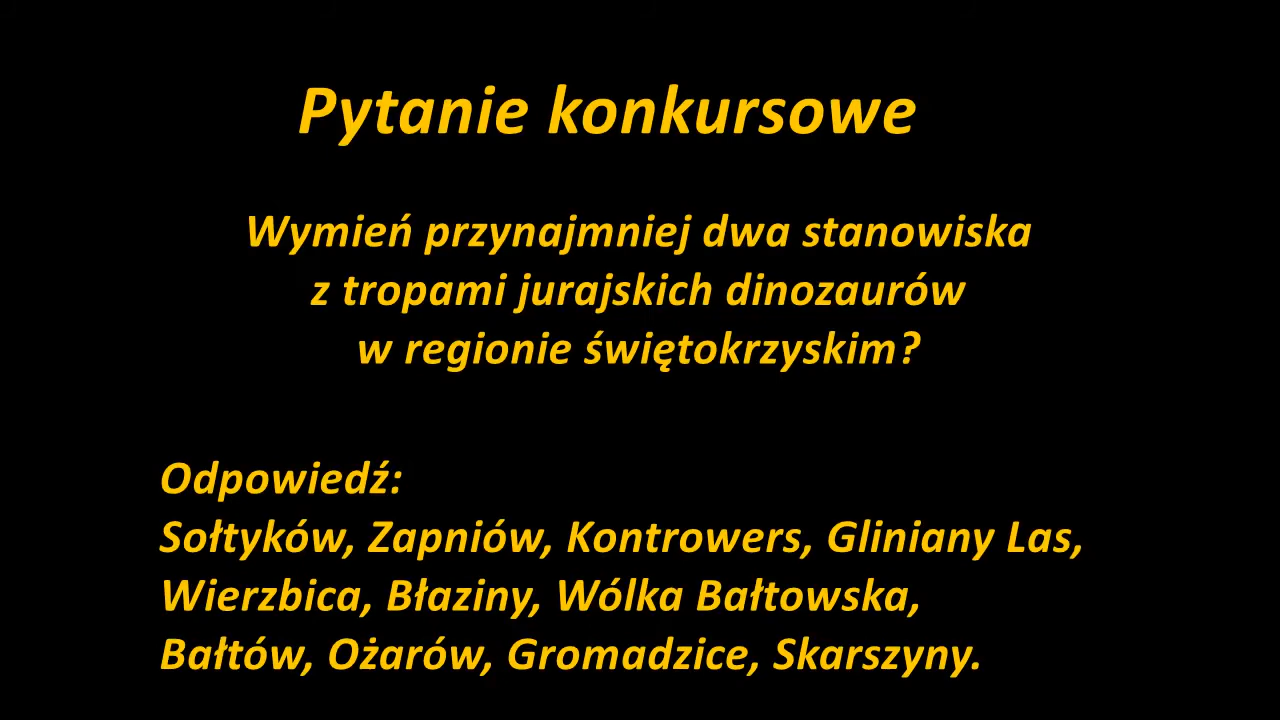 Pytanie konkursowe
Wymień przynajmniej dwa stanowiska
z tropami jurajskich dinozaurów
w regionie świętokrzyskim?
Odpowiedź:
Sołtyków, Zapniów, Kontrowers, Gliniany Las,
Wierzbica, Błaziny, Wólka Bałtowska,
Bałtów, Ożarów, Gromadzice, Skarszyny.